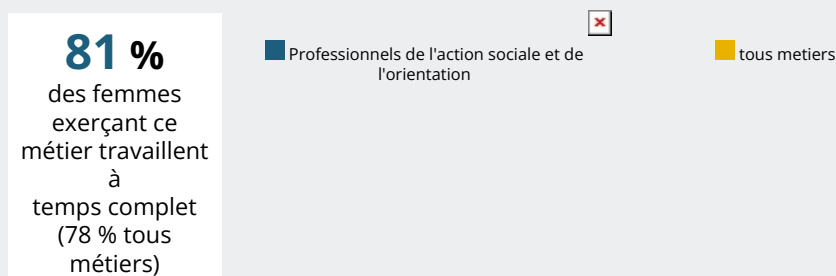 81 %
des femmes
exerçant ce
métier travaillent
à
temps complet
(78 % tous
métiers)
Professionnels de l'action sociale et de
l'orientation
tous metiers